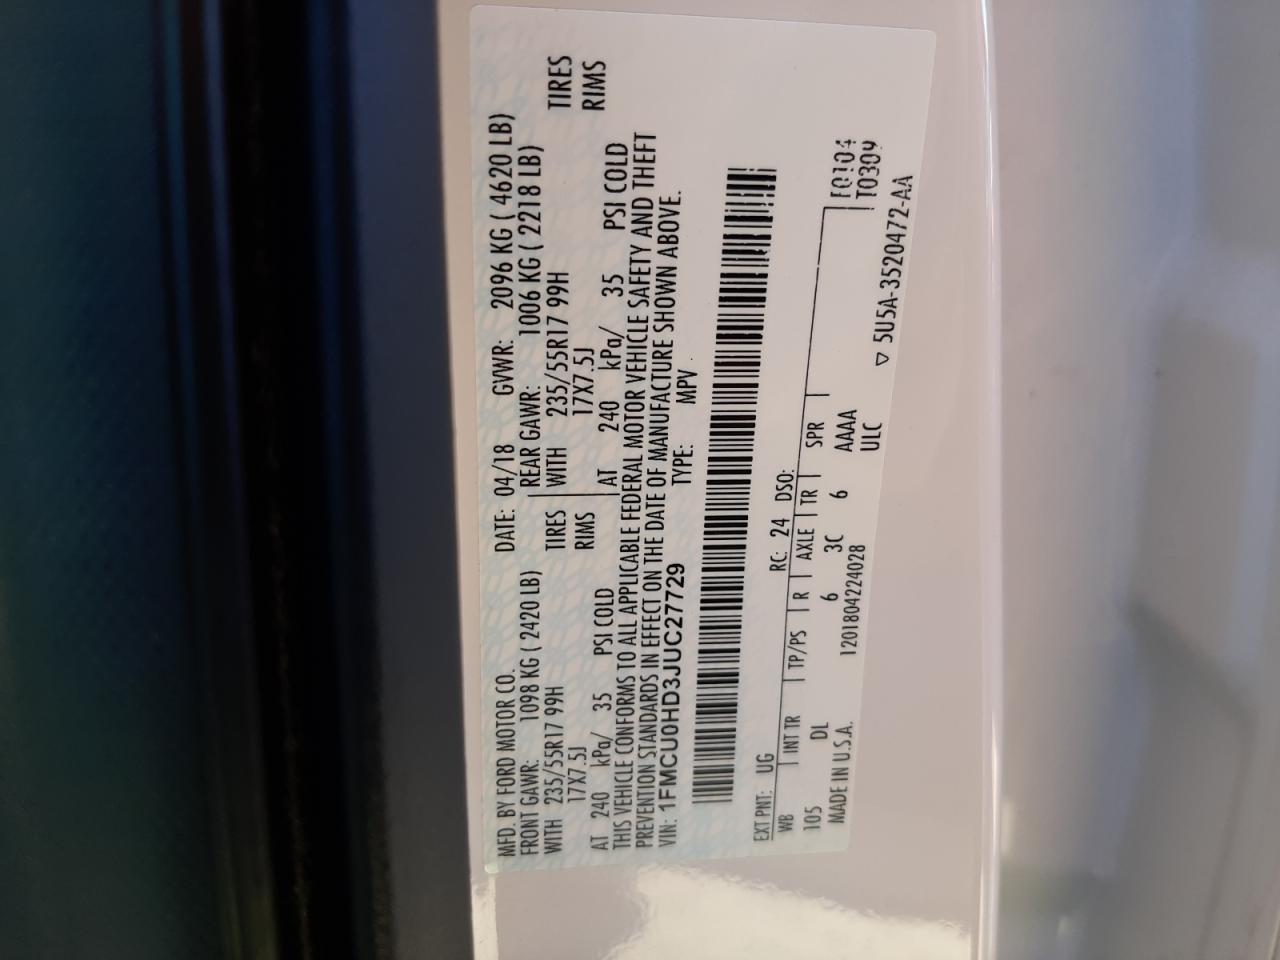 MFD. BY FORD MOTOR CO.
DATE: 04/18 GVWR: 2096 KG ( 4620 LB)
FRONT GAWR: 1098 KG ( 2420 LB) REAR GAWR: 1006 KG ( 2218 LB)
WITH 235/55R17 99H TIRES WITH 235/55R17 99H TIRES
17X7.5J RIMS 17X7.5J RIMS
AT 240 kPa/ 35 PSI COLD AT 240 kPa/ 35 PSI COLD
THIS VEHICLE CONFORMS TO ALL APPLICABLE FEDERAL MOTOR VEHICLE SAFETY AND THEFT
PREVENTION STANDARDS IN EFFECT ON THE DATE OF MANUFACTURE SHOWN ABOVE.
VIN: 1FMCU0HD3JUC27729 TYPE: MPV
EXT PNT: UG RC: 24 DSO:
WB INT TR TP/PS R AXLE TR SPR
105 DL 6 3C 6 AAAA
MADE IN U.S.A. 1201804224028 ULC
T0309
▽ 5U5A-3520472-AA